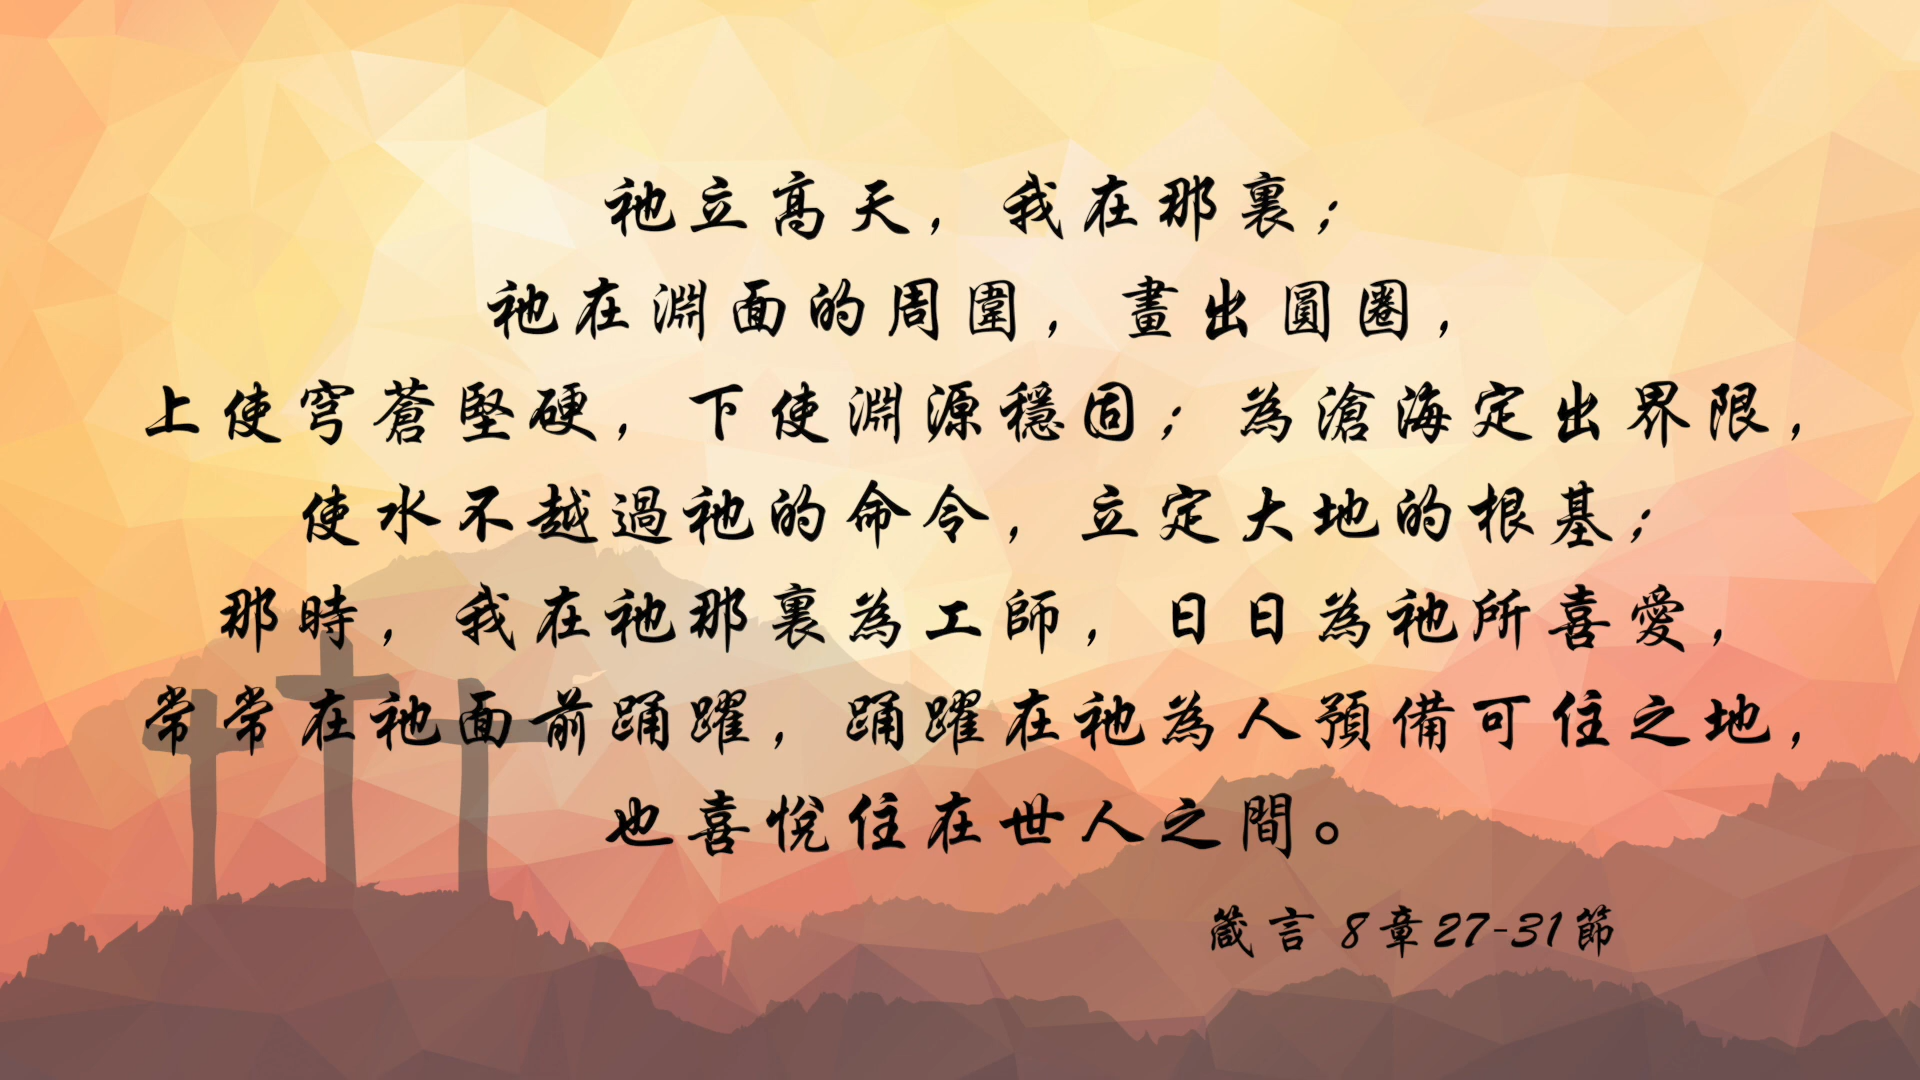 祂立高天，我在那裏；
祂在淵面的周圍，畫出圓圈，
上使穹蒼堅硬，下使淵源穩固；為滄海定出界限，
使水不越過祂的命令，立定大地的根基；
那時，我在祂那裏為工師，日日為祂所喜愛，
常常在祂面前踊躍，踊躍在祂為人預備可住之地，
也喜悅住在世人之間。
箴言 8章27-31節